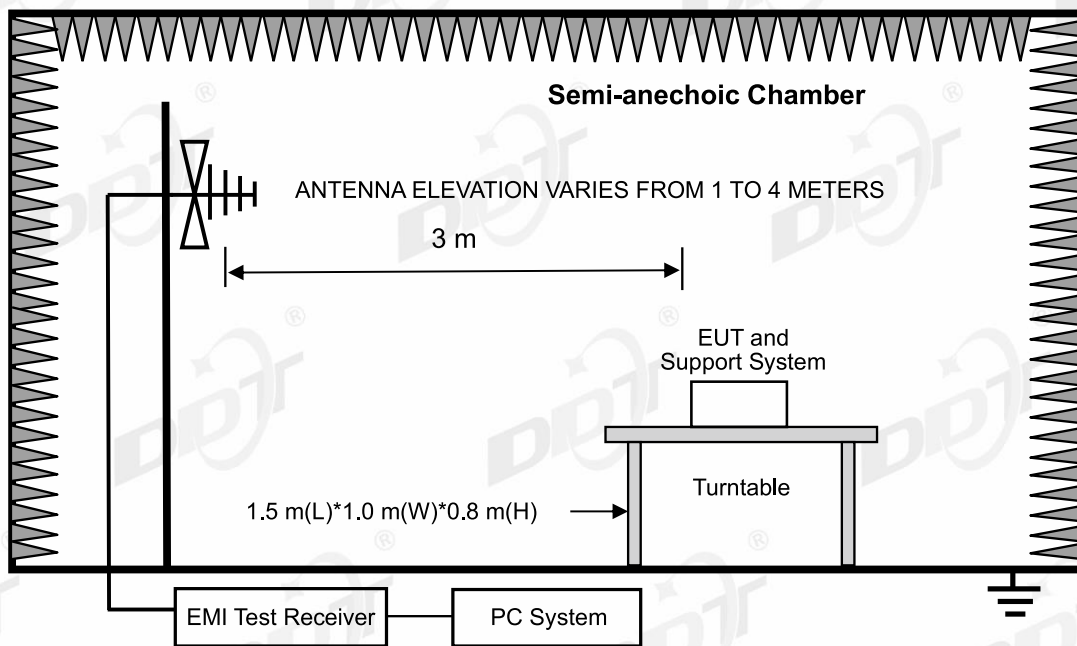 Semi-anechoic Chamber
ANTENNA ELEVATION VARIES FROM 1 TO 4 METERS
3 m
EUT and
Support System
Turntable
1.5 m(L)*1.0 m(W)*0.8 m(H)
EMI Test Receiver
PC System
DDT®